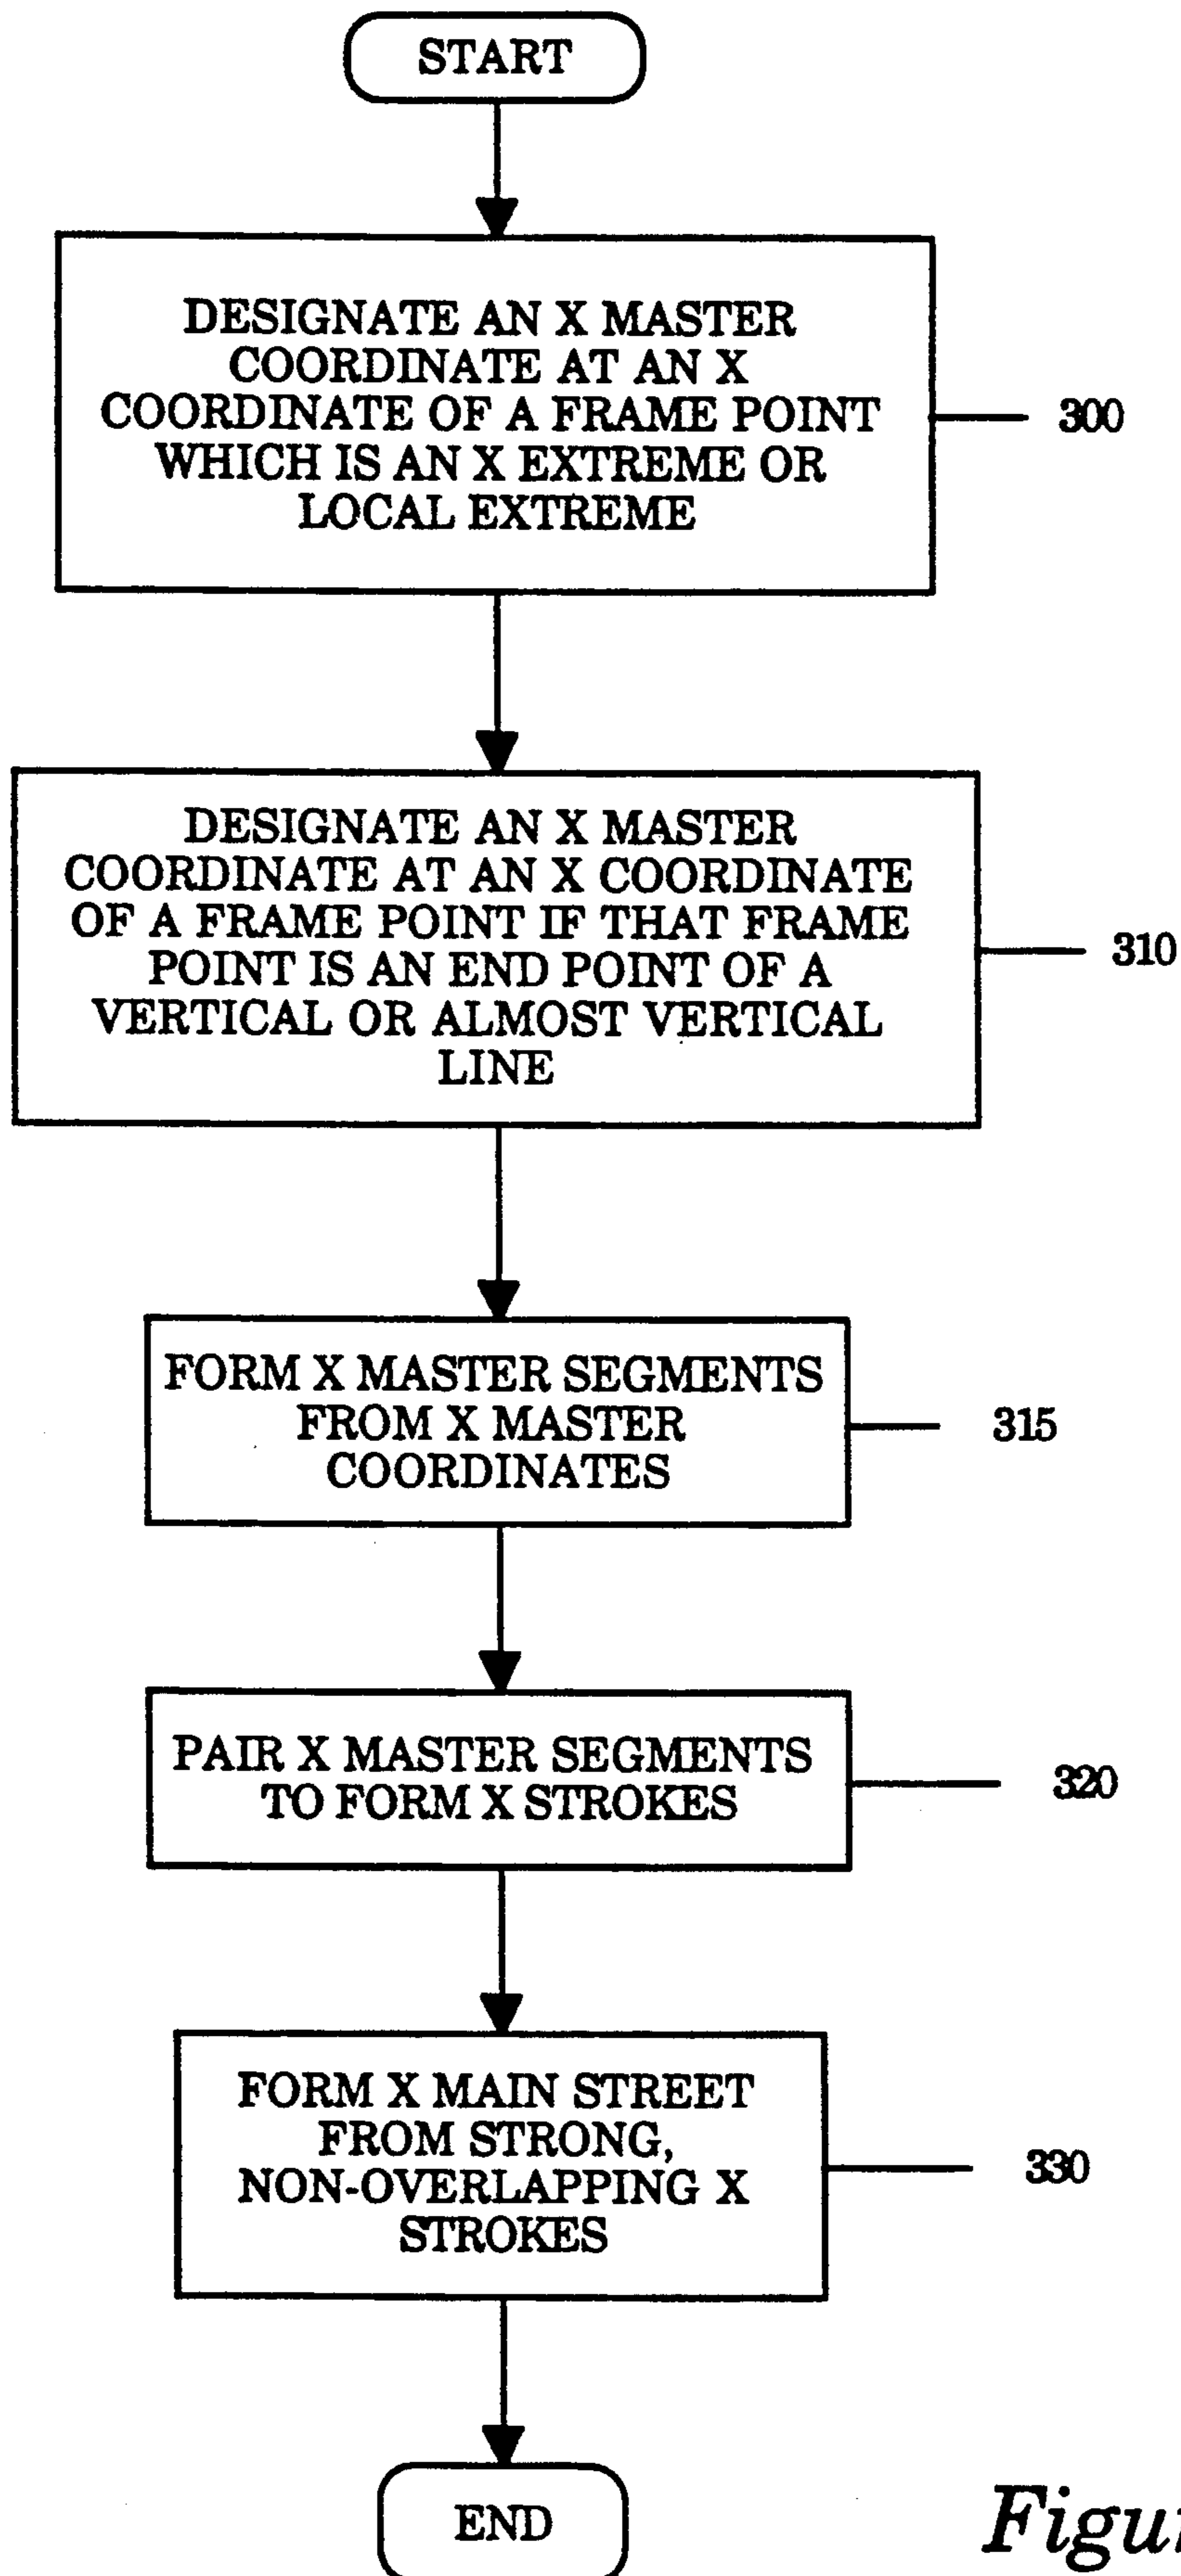 START
DESIGNATE AN X MASTER
COORDINATE AT AN X
COORDINATE OF A FRAME POINT
WHICH IS AN X EXTREME OR
LOCAL EXTREME
300
DESIGNATE AN X MASTER
COORDINATE AT AN X COORDINATE
OF A FRAME POINT IF THAT FRAME
POINT IS AN END POINT OF A
VERTICAL OR ALMOST VERTICAL
LINE
310
FORM X MASTER SEGMENTS
FROM X MASTER
COORDINATES
315
PAIR X MASTER SEGMENTS
TO FORM X STROKES
320
FORM X MAIN STREET
FROM STRONG,
NON-OVERLAPPING X
STROKES
330
END